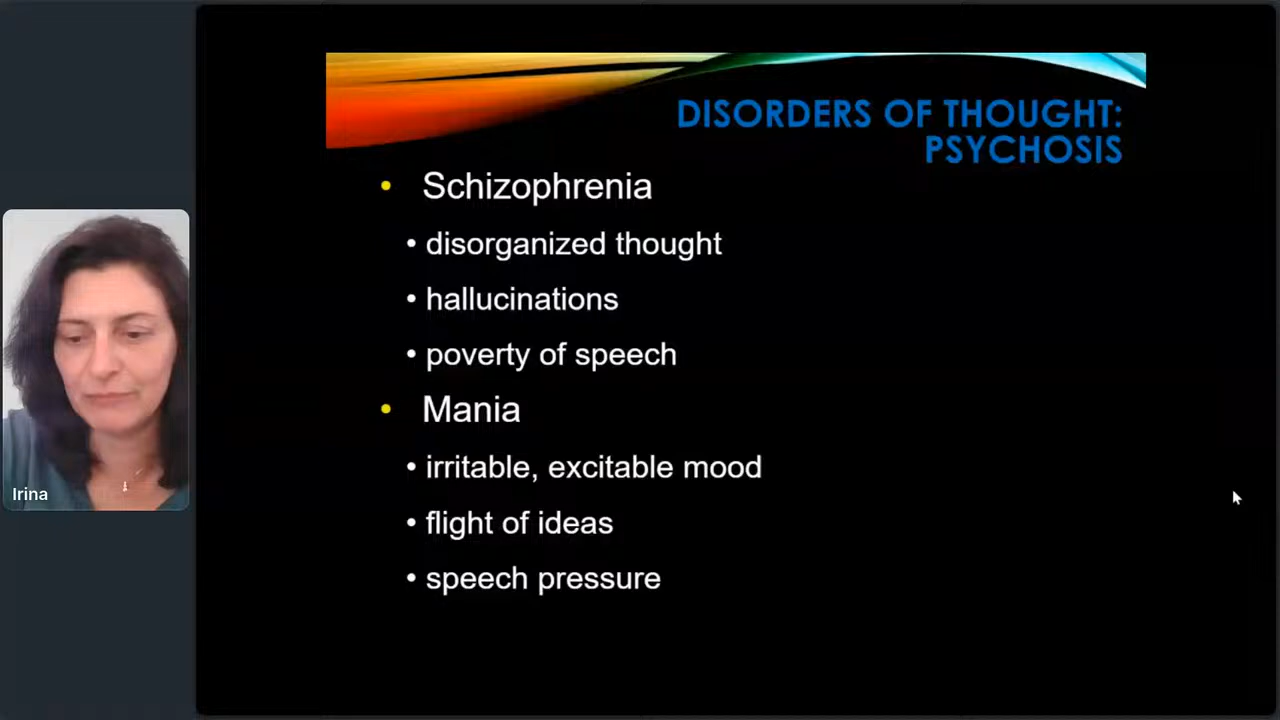 DISORDERS OF THOUGHT:
PSYCHOSIS
• Schizophrenia
• disorganized thought
• hallucinations
• poverty of speech
• Mania
• irritable, excitable mood
• flight of ideas
• speech pressure
Irina